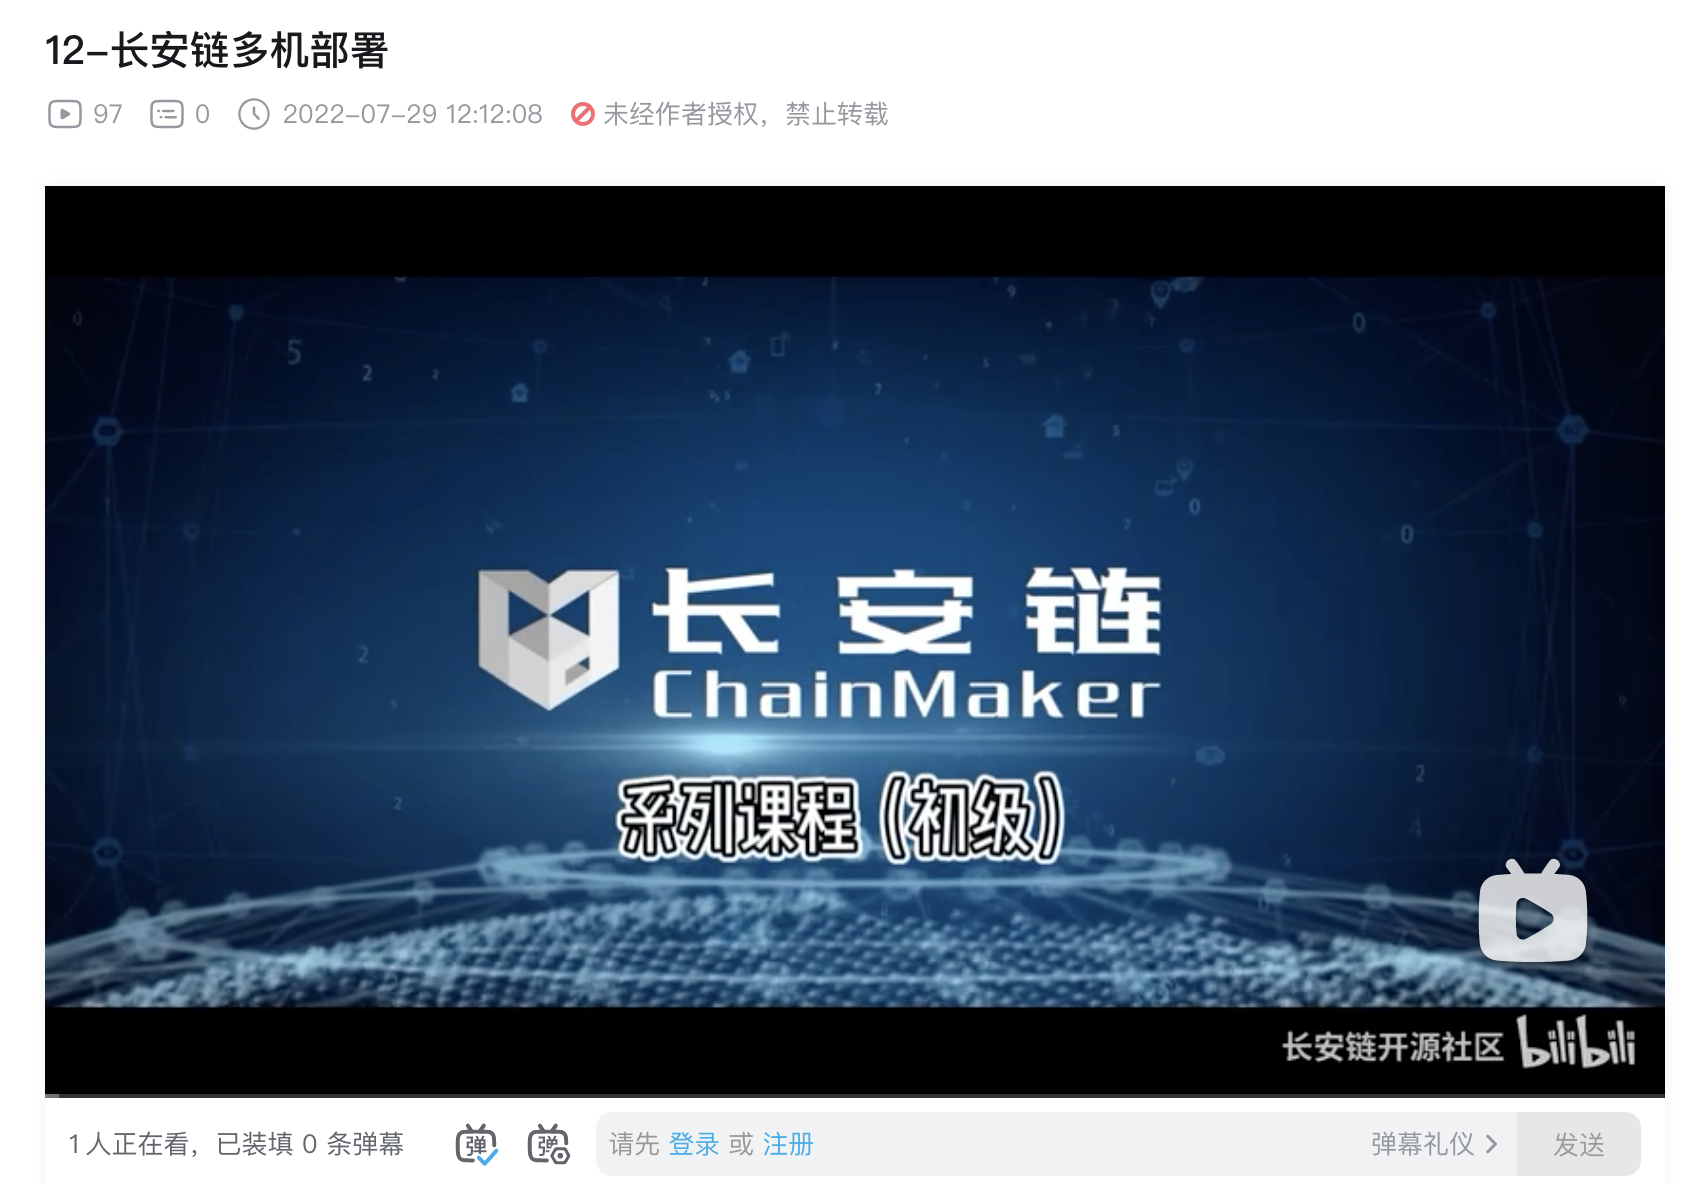 12-长安链多机部署
97 0 2022-07-29 12:12:08 未经作者授权，禁止转载
长安链
ChainMaker
系列课程（初级）
长安链开源社区 bilibili
1人正在看，已装填 0 条弹幕 弹 弹 请先 登录 或 注册 弹幕礼仪 发送